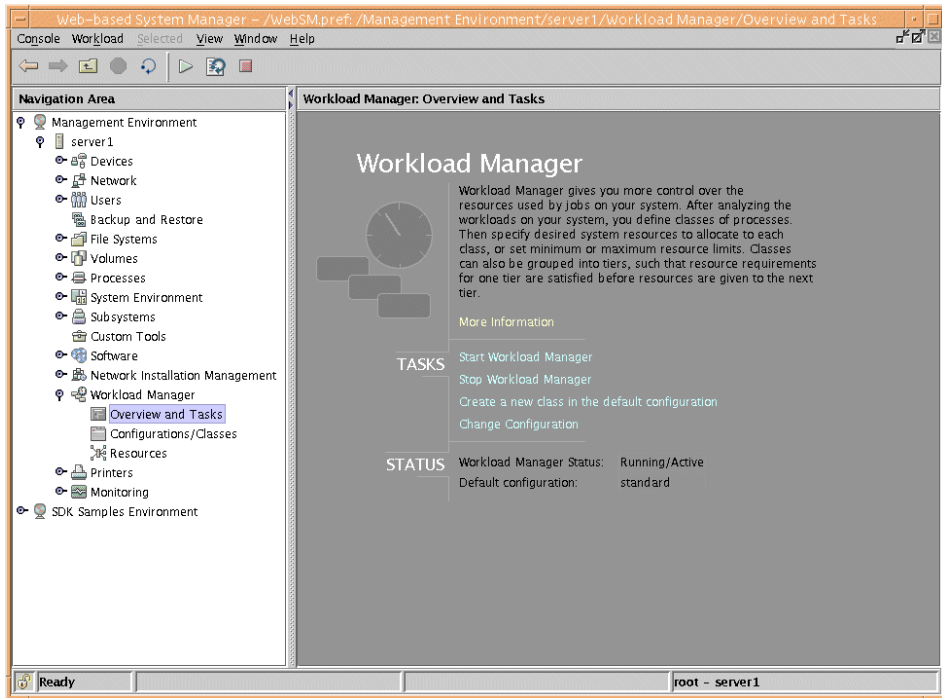 Web-based System Manager - /WebSM.pref: /Management Environment/server1/Workload Manager/Overview and Tasks
Console Workload Selected View Window Help
Navigation Area
Management Environment
server1
Devices
Network
Users
Backup and Restore
File Systems
Volumes
Processes
System Environment
Subsystems
Custom Tools
Software
Network Installation Management
Workload Manager
Overview and Tasks
Configurations/Classes
Resources
Printers
Monitoring
SDK Samples Environment
Workload Manager: Overview and Tasks
Workload Manager
Workload Manager gives you more control over the
resources used by jobs on your system. After analyzing the
workloads on your system, you define classes of processes.
Then specify desired system resources to allocate to each
class, or set minimum or maximum resource limits. Classes
can also be grouped into tiers, such that resource requirements
for one tier are satisfied before resources are given to the next
tier.
More Information
TASKS
Start Workload Manager
Stop Workload Manager
Create a new class in the default configuration
Change Configuration
STATUS
Workload Manager Status: Running/Active
Default configuration: standard
Ready
root - server1